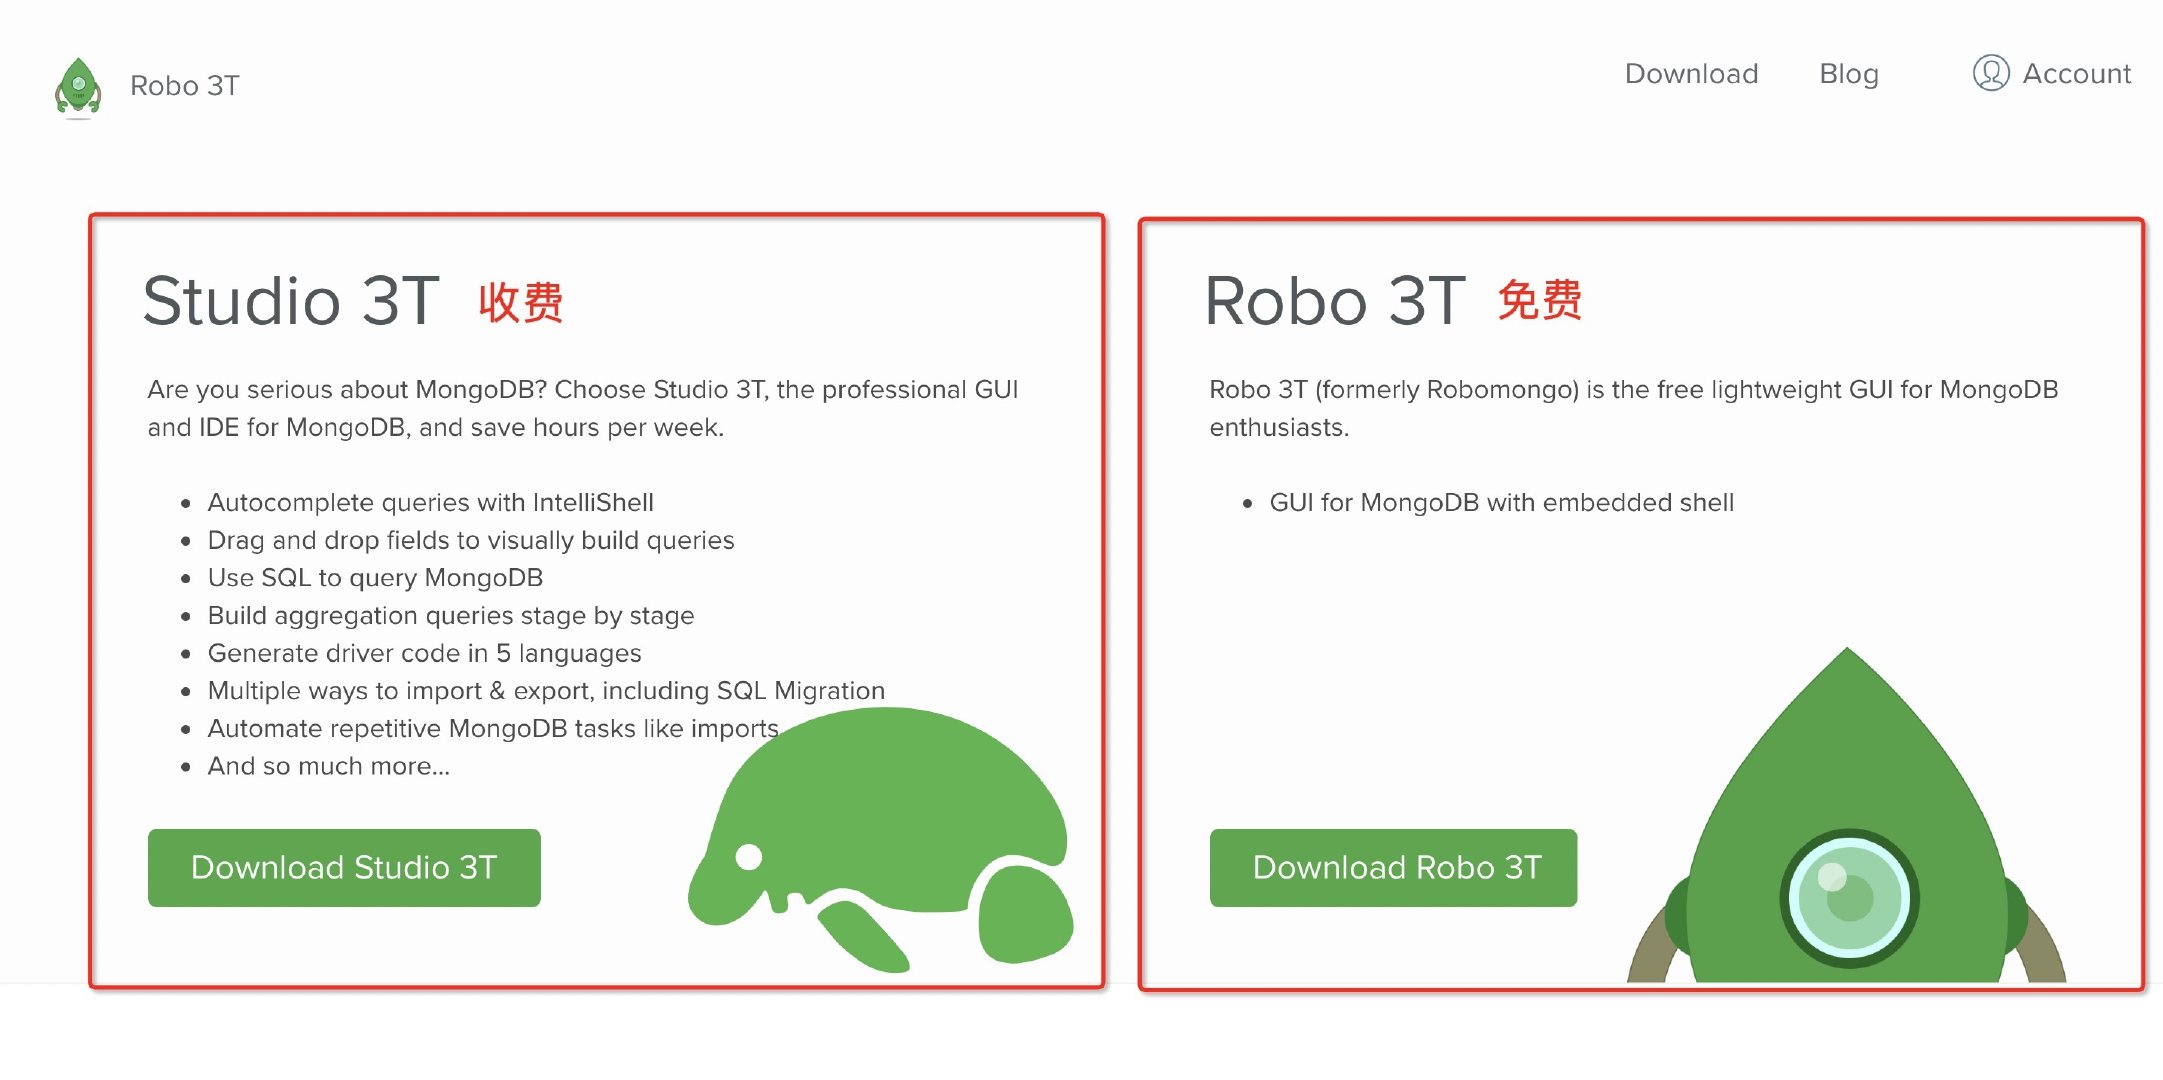 Robo 3T
Download
Blog
Account
Studio 3T 收费
Are you serious about MongoDB? Choose Studio 3T, the professional GUI
and IDE for MongoDB, and save hours per week.
• Autocomplete queries with IntelliShell
• Drag and drop fields to visually build queries
• Use SQL to query MongoDB
• Build aggregation queries stage by stage
• Generate driver code in 5 languages
• Multiple ways to import & export, including SQL Migration
• Automate repetitive MongoDB tasks like imports
• And so much more...
Download Studio 3T
Robo 3T 免费
Robo 3T (formerly Robomongo) is the free lightweight GUI for MongoDB
enthusiasts.
• GUI for MongoDB with embedded shell
Download Robo 3T